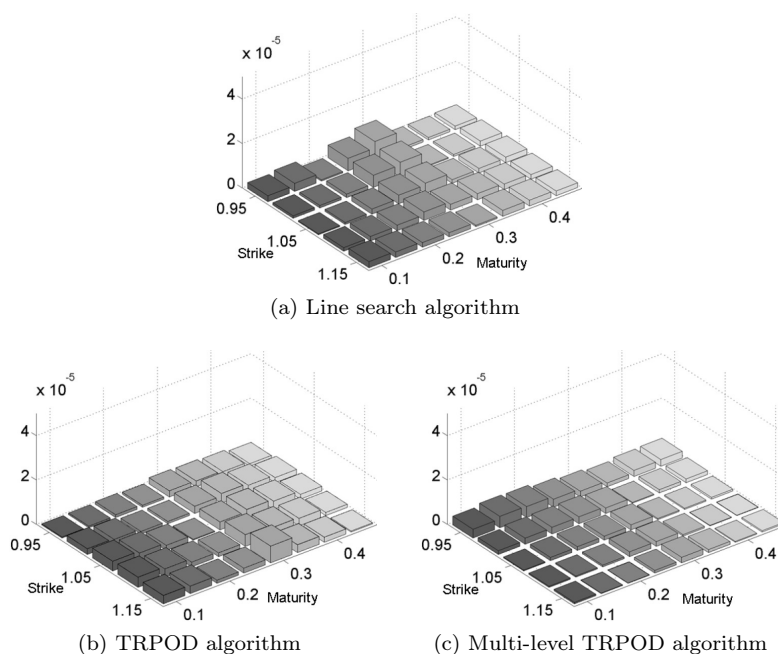 x 10^-5
4
2
0
0.95
1.05
1.15
Strike
0.1
0.2
0.3
0.4
Maturity
(a) Line search algorithm
x 10^-5
4
2
0
0.95
1.05
1.15
Strike
0.1
0.2
0.3
0.4
Maturity
(b) TRPOD algorithm
x 10^-5
4
2
0
0.95
1.05
1.15
Strike
0.1
0.2
0.3
0.4
Maturity
(c) Multi-level TRPOD algorithm